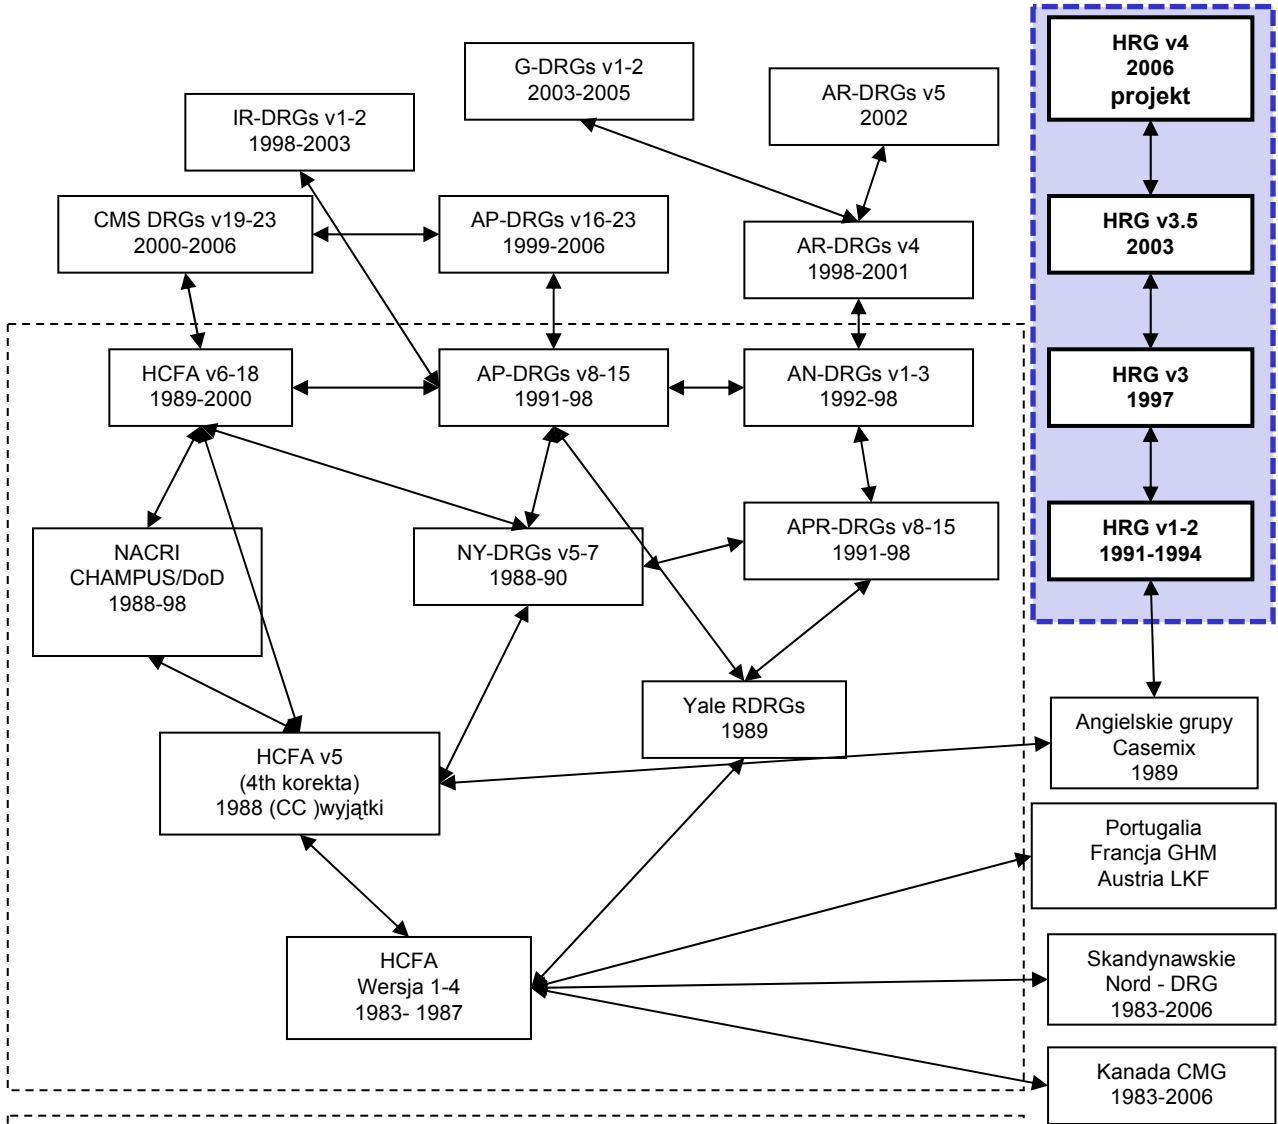 HRG v4
2006
projekt
G-DRGs v1-2
2003-2005
AR-DRGs v5
2002
IR-DRGs v1-2
1998-2003
CMS DRGs v19-23
2000-2006
AP-DRGs v16-23
1999-2006
AR-DRGs v4
1998-2001
HRG v3.5
2003
HCFA v6-18
1989-2000
AP-DRGs v8-15
1991-98
AN-DRGs v1-3
1992-98
HRG v3
1997
NACRI
CHAMPUS/DoD
1988-98
NY-DRGs v5-7
1988-90
APR-DRGs v8-15
1991-98
HRG v1-2
1991-1994
Yale RDRGs
1989
Angielskie grupy
Casemix
1989
HCFA v5
(4th korekta)
1988 (CC )wyjątki
Portugalia
Francja GHM
Austria LKF
HCFA
Wersja 1-4
1983- 1987
Skandynawskie
Nord - DRG
1983-2006
Kanada CMG
1983-2006